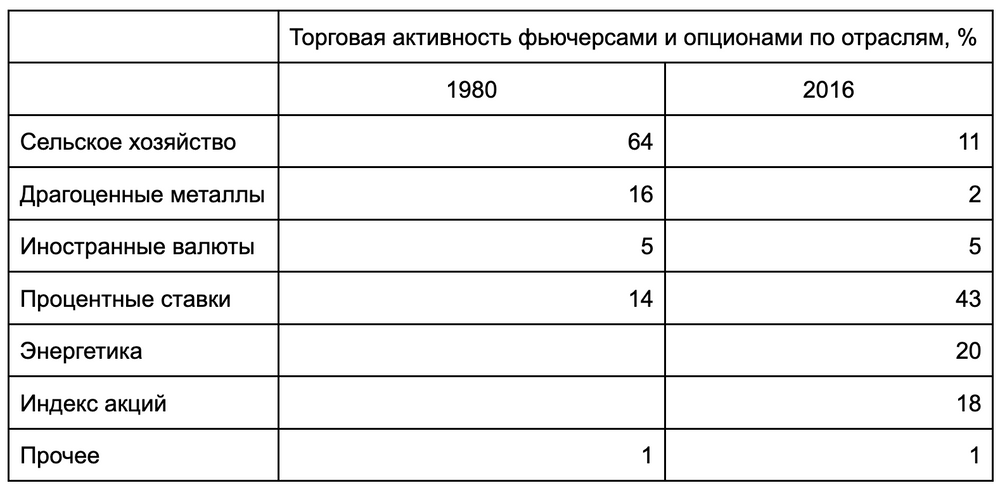 Торговая активность фьючерсами и опционами по отраслям, %
1980 2016
Сельское хозяйство 64 11
Драгоценные металлы 16 2
Иностранные валюты 5 5
Процентные ставки 14 43
Энергетика 20
Индекс акций 18
Прочее 1 1